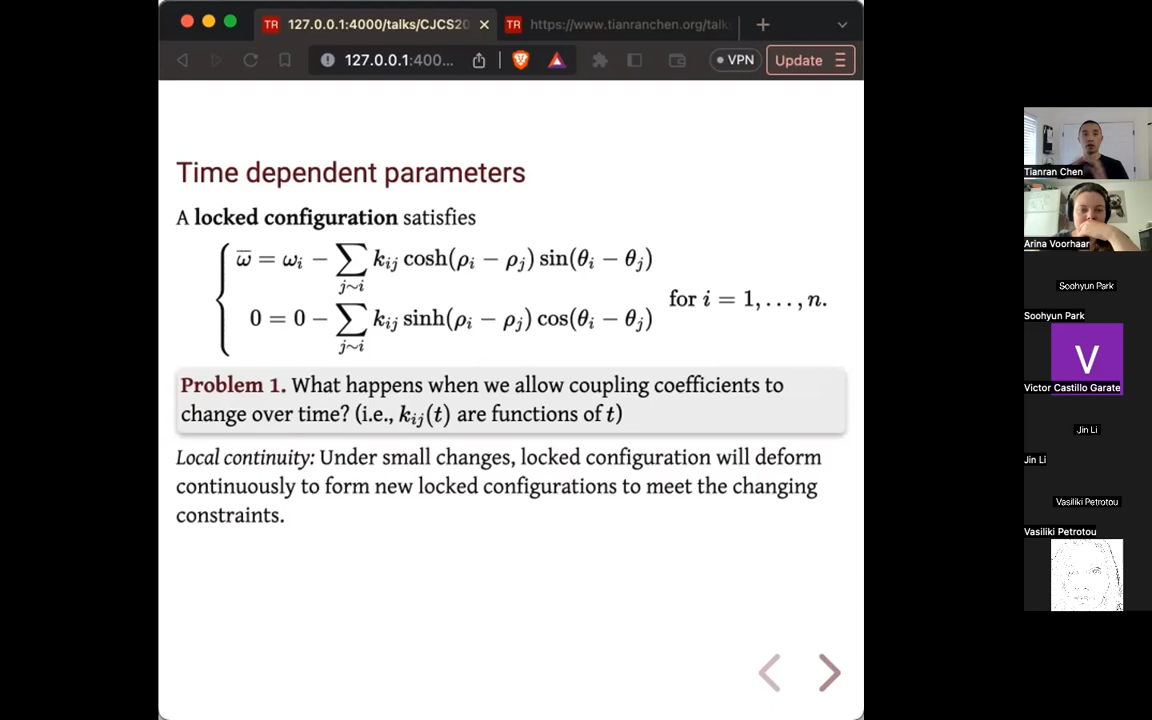 TR 127.0.0.1:4000/talks/CJCS20 ×
TR https://www.tianranchen.org/talk
127.0.0.1:400...
VPN
Update
Time dependent parameters
A locked configuration satisfies
ω̅ = ωᵢ − ∑_{j∼i} kᵢⱼ cosh(ρᵢ − ρⱼ) sin(θᵢ − θⱼ)
0 = 0 − ∑_{j∼i} kᵢⱼ sinh(ρᵢ − ρⱼ) cos(θᵢ − θⱼ)
for i = 1, . . . , n.
Problem 1. What happens when we allow coupling coefficients to
change over time? (i.e., kᵢⱼ(t) are functions of t)
Local continuity: Under small changes, locked configuration will deform
continuously to form new locked configurations to meet the changing
constraints.
Tianran Chen
Arina Voorhaar
Soohyun Park
Soohyun Park
V
Victor Castillo Garate
Jin Li
Jin Li
Vasiliki Petrotou
Vasiliki Petrotou